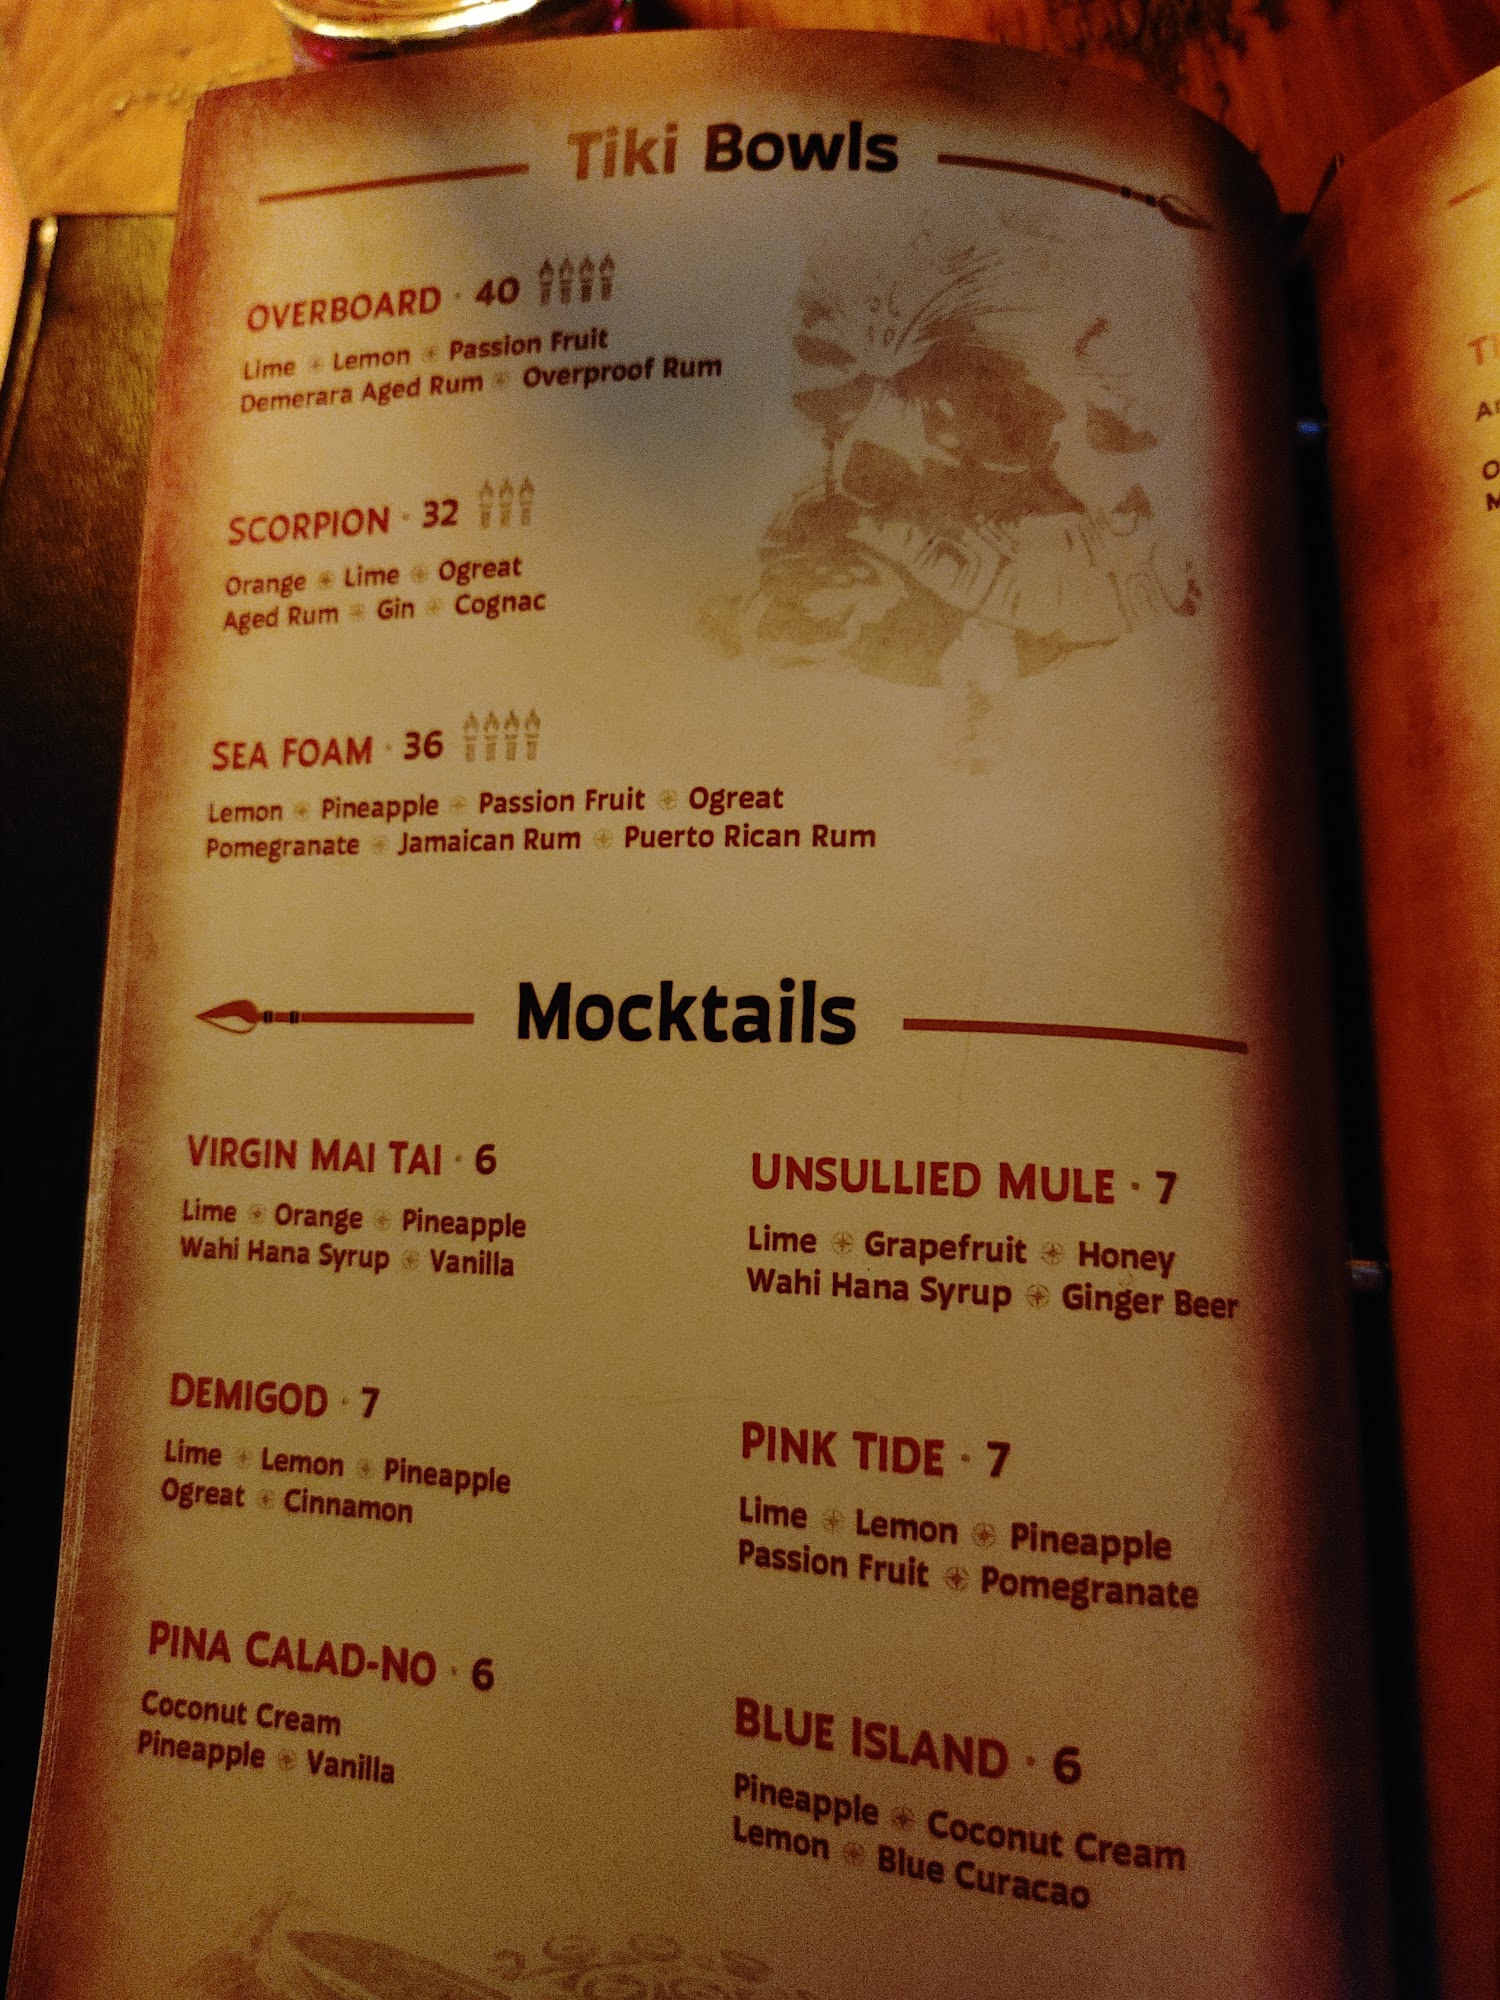 Tiki Bowls
OVERBOARD · 40
Lime Lemon Passion Fruit
Demerara Aged Rum Overproof Rum
SCORPION · 32
Orange Lime Ogreat
Aged Rum Gin Cognac
SEA FOAM · 36
Lemon Pineapple Passion Fruit Ogreat
Pomegranate Jamaican Rum Puerto Rican Rum
Mocktails
VIRGIN MAI TAI · 6
Lime Orange Pineapple
Wahi Hana Syrup Vanilla
DEMIGOD · 7
Lime Lemon Pineapple
Ogreat Cinnamon
PINA CALAD-NO · 6
Coconut Cream
Pineapple Vanilla
UNSULLIED MULE · 7
Lime Grapefruit Honey
Wahi Hana Syrup Ginger Beer
PINK TIDE · 7
Lime Lemon Pineapple
Passion Fruit Pomegranate
BLUE ISLAND · 6
Pineapple Coconut Cream
Lemon Blue Curacao